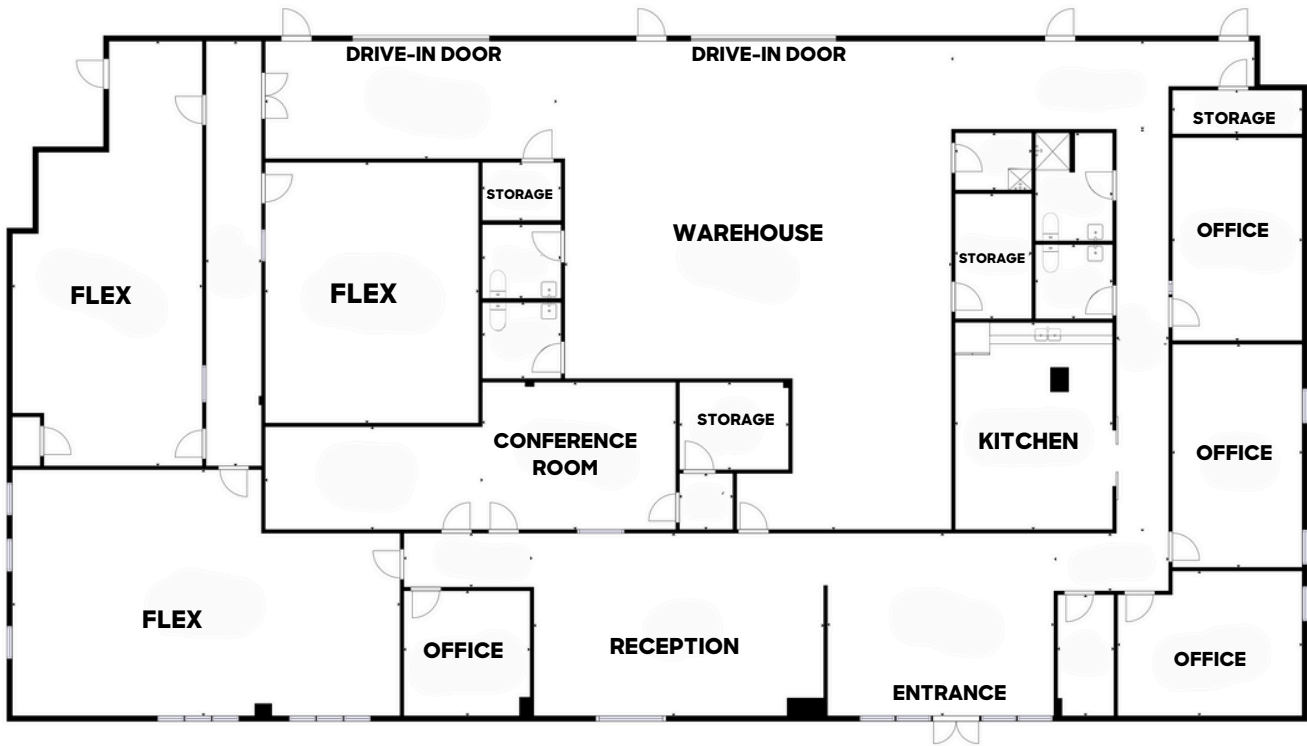 DRIVE-IN DOOR
DRIVE-IN DOOR
STORAGE
STORAGE
WAREHOUSE
OFFICE
STORAGE
FLEX
FLEX
STORAGE
CONFERENCE
ROOM
KITCHEN
OFFICE
FLEX
OFFICE
RECEPTION
OFFICE
ENTRANCE